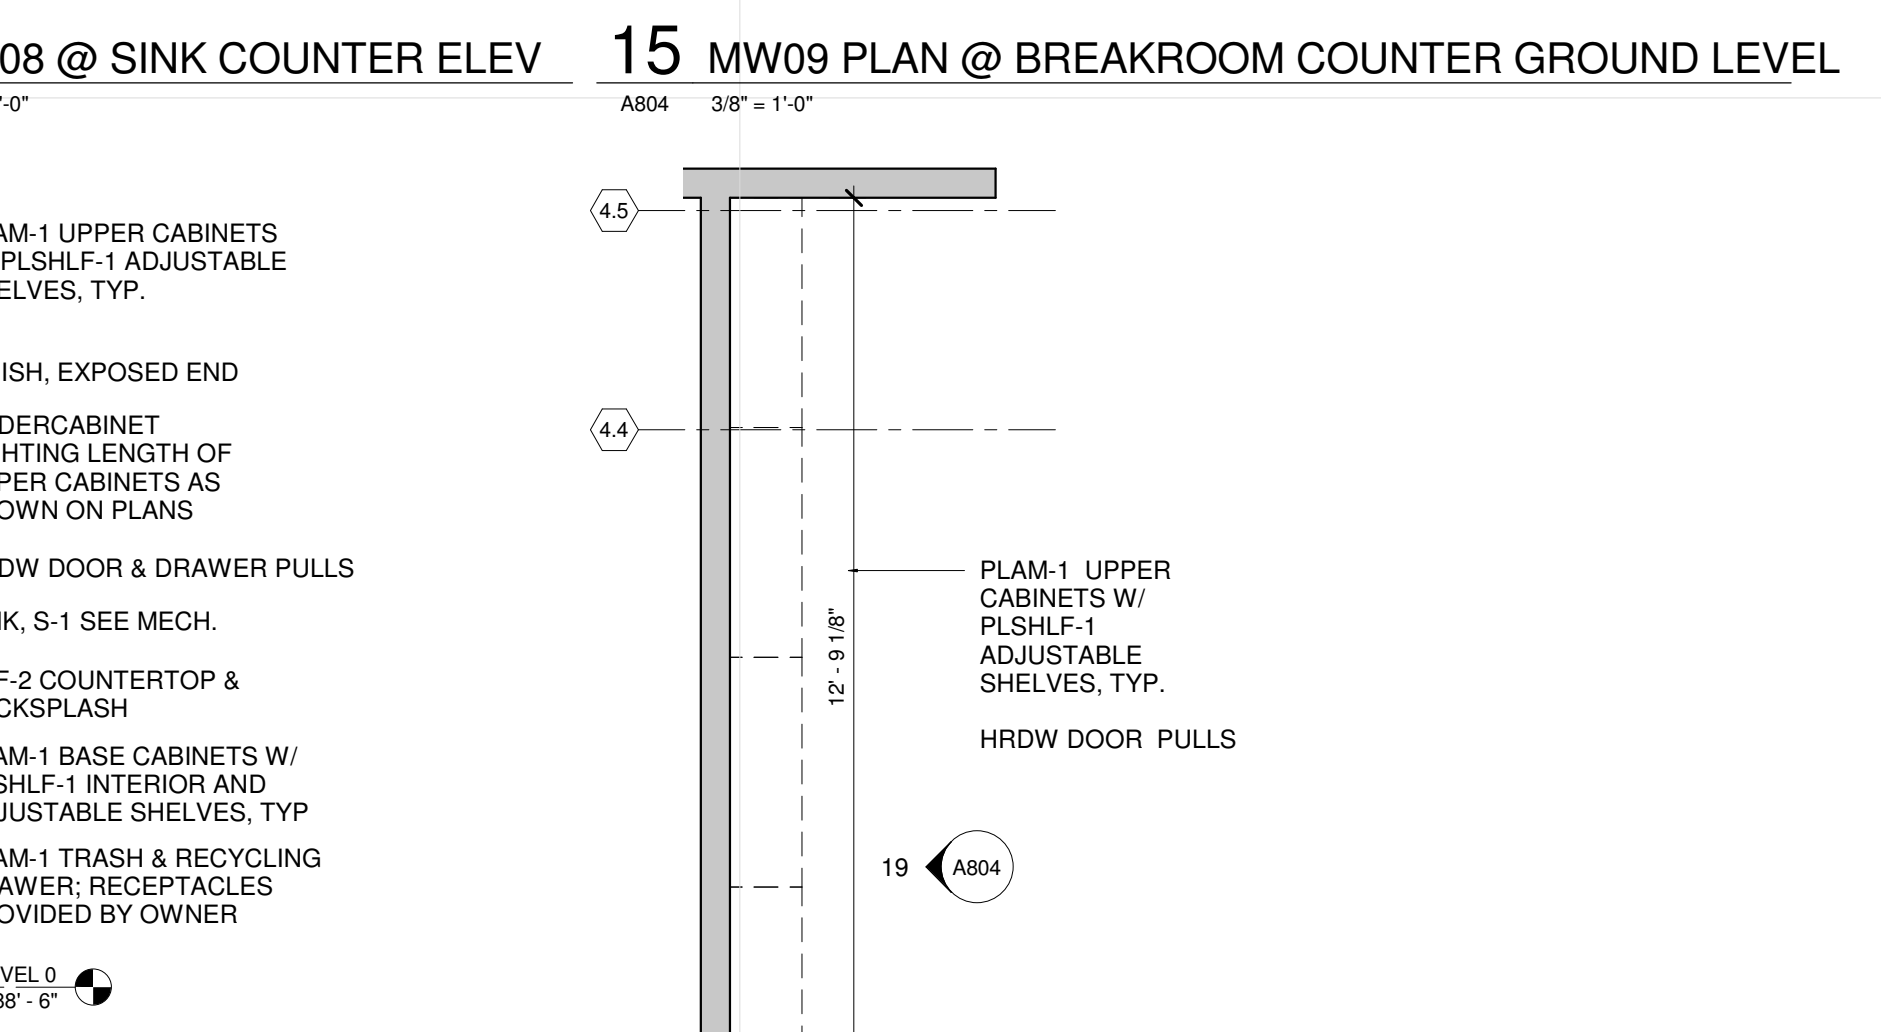 08 @ SINK COUNTER ELEV
'-0"
AM-1 UPPER CABINETS
PLSHLF-1 ADJUSTABLE
ELVES, TYP.
ISH, EXPOSED END
DERCABINET
HTING LENGTH OF
PER CABINETS AS
OWN ON PLANS
DW DOOR & DRAWER PULLS
IK, S-1 SEE MECH.
F-2 COUNTERTOP &
CKSPLASH
AM-1 BASE CABINETS W/
SHLF-1 INTERIOR AND
JUSTABLE SHELVES, TYP
AM-1 TRASH & RECYCLING
AWER; RECEPTACLES
OVIDED BY OWNER
VEL 0
38' - 6"
15 MW09 PLAN @ BREAKROOM COUNTER GROUND LEVEL
A804 3/8" = 1'-0"
4.5
4.4
12' - 9 1/8"
PLAM-1 UPPER
CABINETS W/
PLSHLF-1
ADJUSTABLE
SHELVES, TYP.
HRDW DOOR PULLS
19 A804